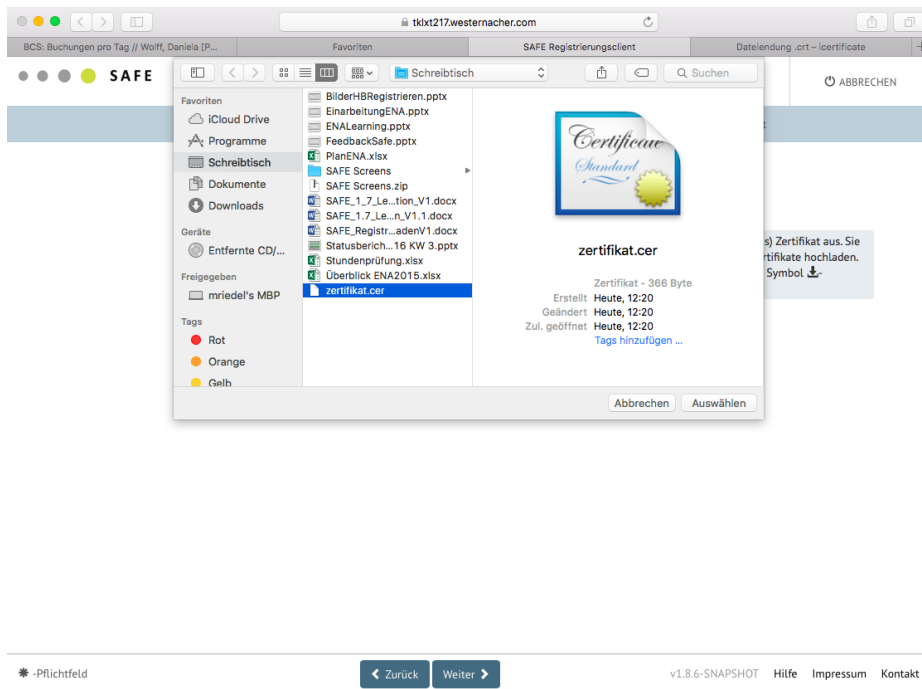 tklxt217.westernacher.com
BCS: Buchungen pro Tag // Wolff, Daniela [P...
Favoriten
SAFE Registrierungsclient
Dateiendung .crt – icertificate
SAFE
Schreibtisch
Suchen
ABBRECHEN
Favoriten
iCloud Drive
Programme
Schreibtisch
Dokumente
Downloads
Geräte
Entfernte CD/...
Freigegeben
mriedel's MBP
Tags
Rot
Orange
Gelb
BilderHBRegistrieren.pptx
EinarbeitungENA.pptx
ENALearning.pptx
FeedbackSafe.pptx
PlanENA.xlsx
SAFE Screens
SAFE Screens.zip
SAFE_1_7_Le...tion_V1.docx
SAFE_1.7_Le...n_V1.1.docx
SAFE_Registr...adenV1.docx
Statusberich...16 KW 3.pptx
Stundenprüfung.xlsx
Überblick ENA2015.xlsx
zertifikat.cer
Certificate
Standard
zertifikat.cer
Zertifikat - 366 Byte
Erstellt Heute, 12:20
Geändert Heute, 12:20
Zul. geöffnet Heute, 12:20
Tags hinzufügen ...
s) Zertifikat aus. Sie
rtifikate hochladen.
Symbol -
Abbrechen
Auswählen
-Pflichtfeld
Zurück
Weiter
v1.8.6-SNAPSHOT
Hilfe
Impressum
Kontakt